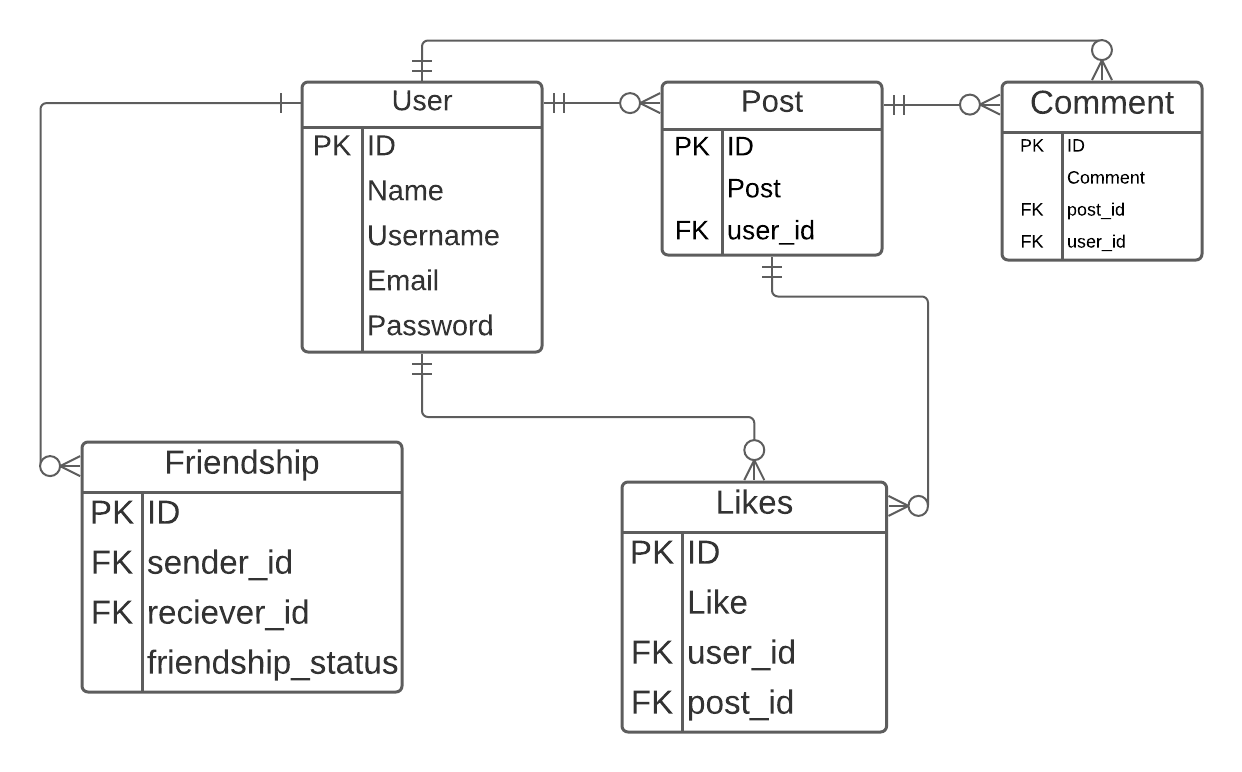 User
PK ID
Name
Username
Email
Password
Post
PK ID
Post
FK user_id
Comment
PK ID
Comment
FK post_id
FK user_id
Friendship
PK ID
FK sender_id
FK reciever_id
friendship_status
Likes
PK ID
Like
FK user_id
FK post_id